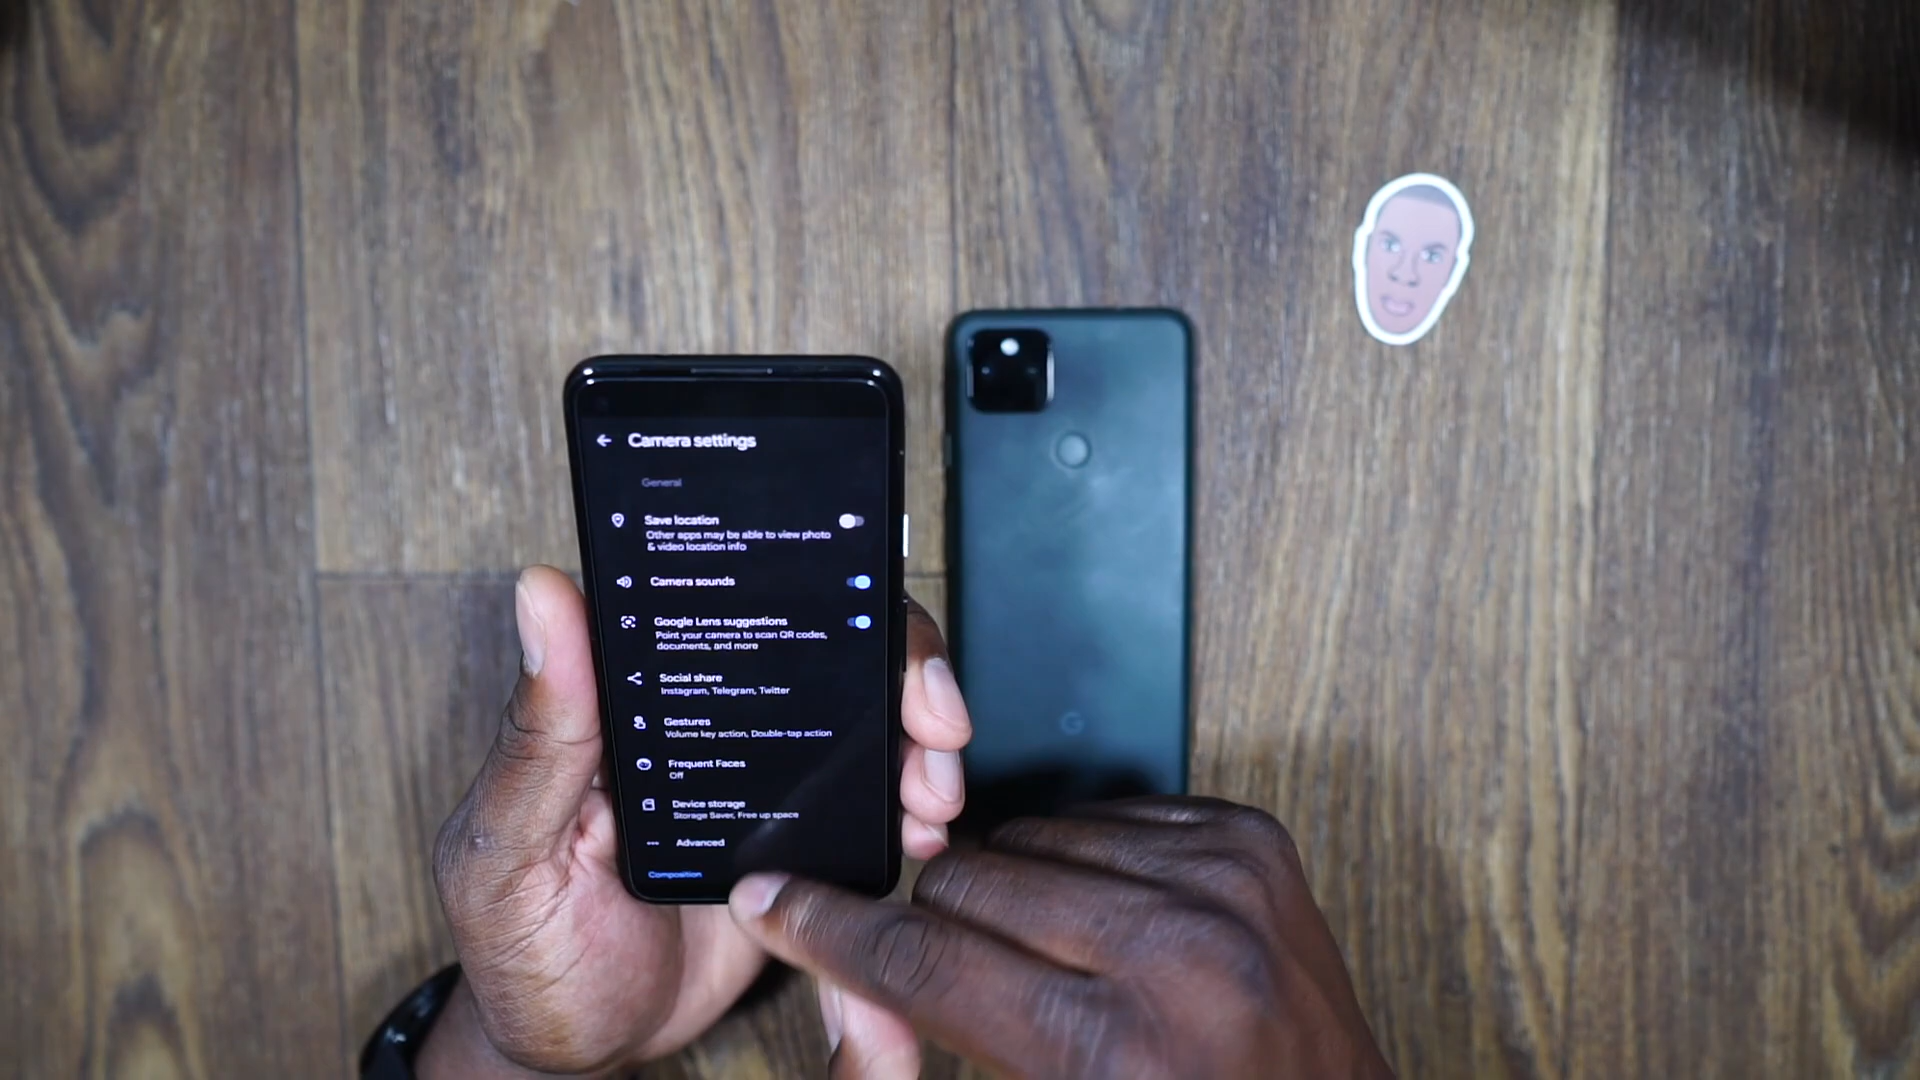 Camera settings
General
Save location
Other apps may be able to view photo
& video location info
Camera sounds
Google Lens suggestions
Point your camera to scan QR codes,
documents, and more
Social share
Instagram, Telegram, Twitter
Gestures
Volume key action, Double-tap action
Frequent Faces
Off
Device storage
Storage Saver, Free up space
Advanced
Composition
G